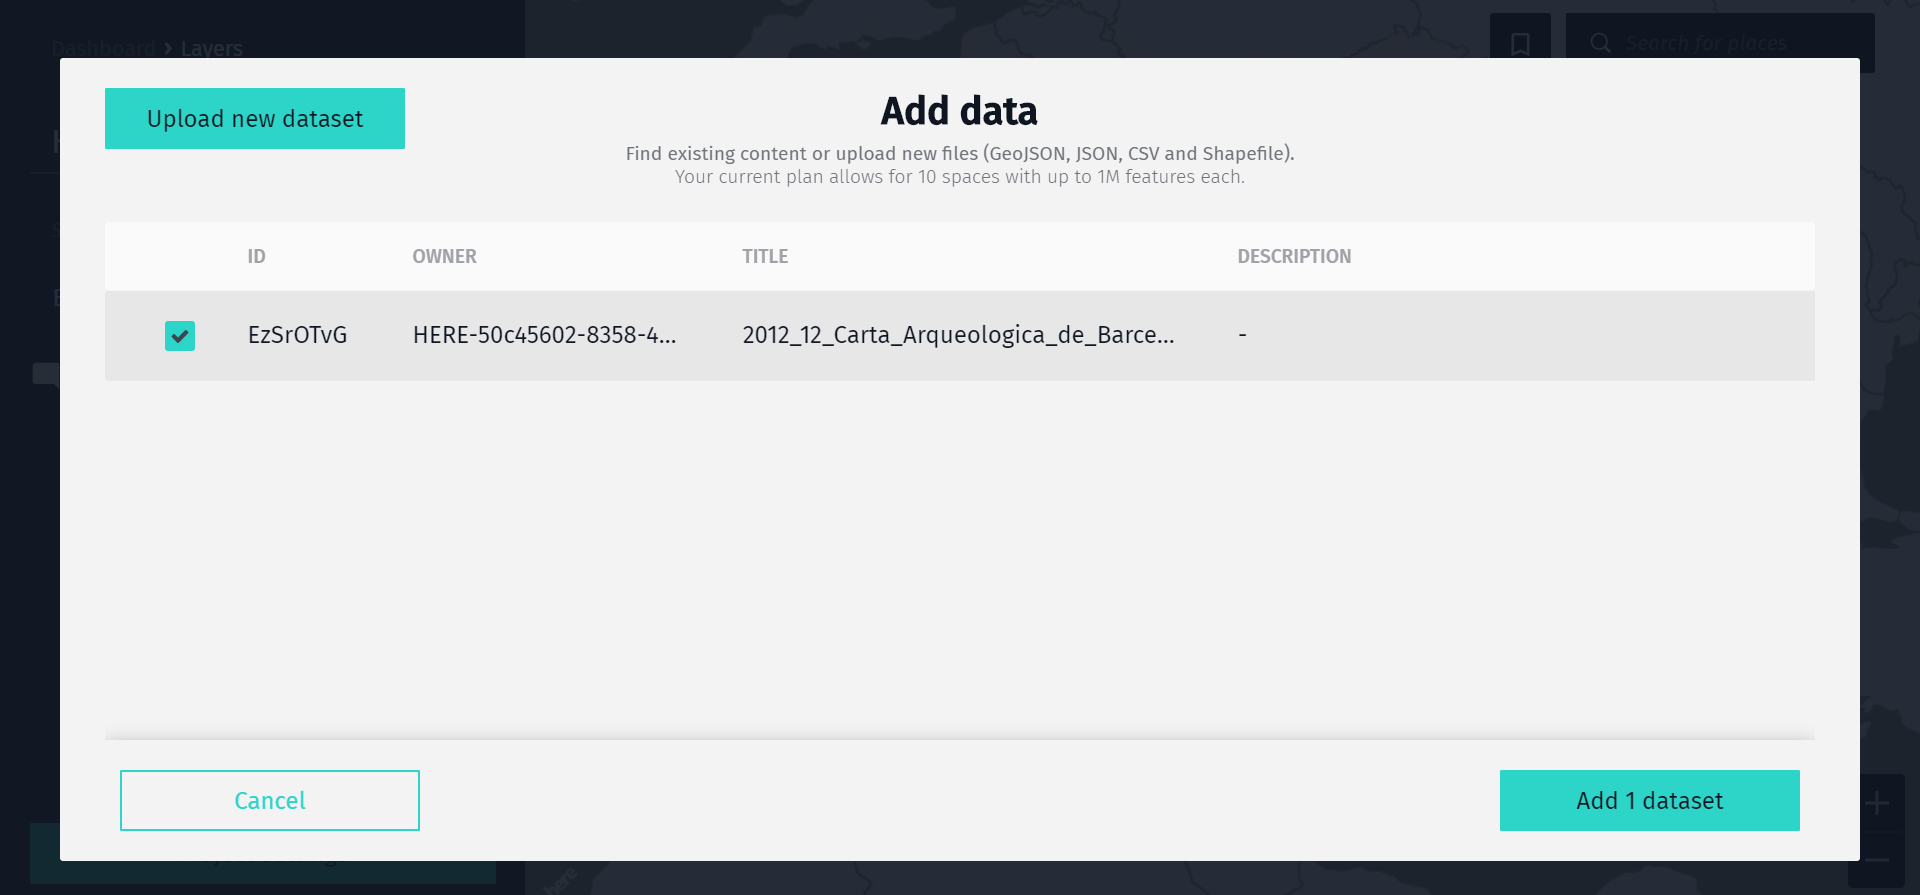 Dashboard › Layers
Search for places
Upload new dataset
Add data
Find existing content or upload new files (GeoJSON, JSON, CSV and Shapefile).
Your current plan allows for 10 spaces with up to 1M features each.
ID OWNER TITLE DESCRIPTION
EzSrOTvG HERE-50c45602-8358-4... 2012_12_Carta_Arqueologica_de_Barce... -
Cancel
Add 1 dataset
here